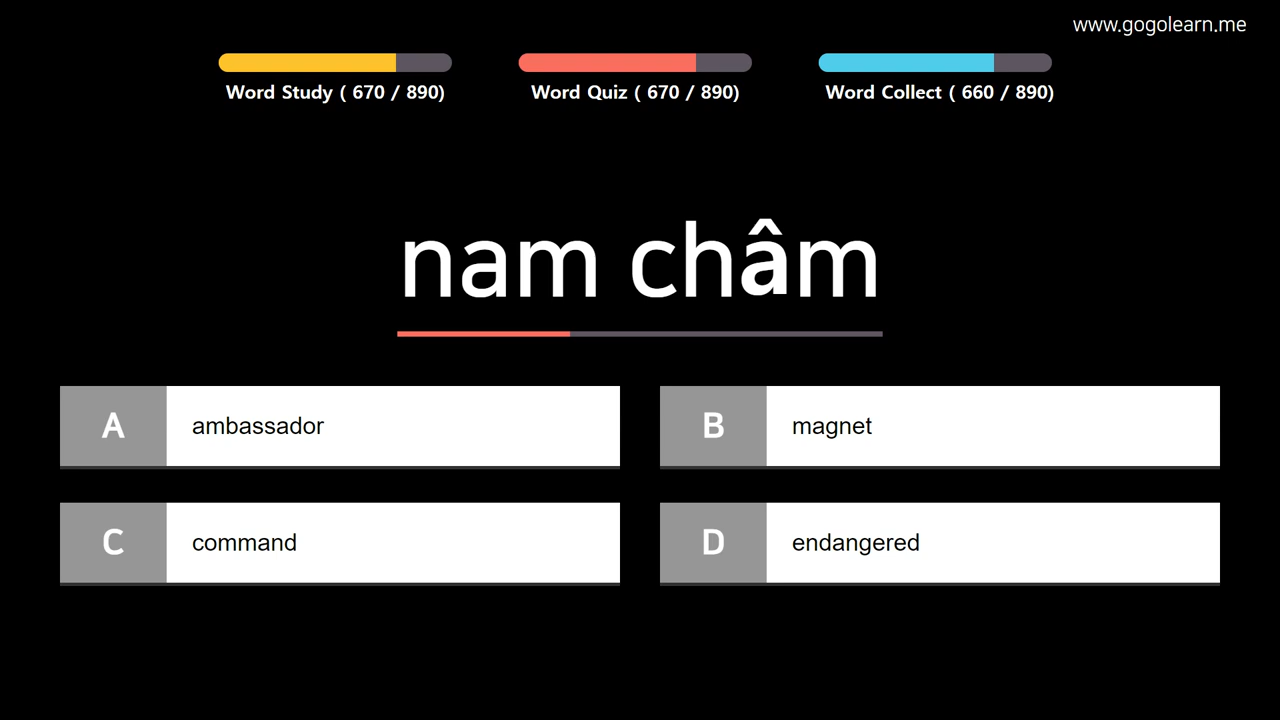 www.gogolearn.me
Word Study ( 670 / 890)
Word Quiz ( 670 / 890)
Word Collect ( 660 / 890)
nam châm
A ambassador
B magnet
C command
D endangered